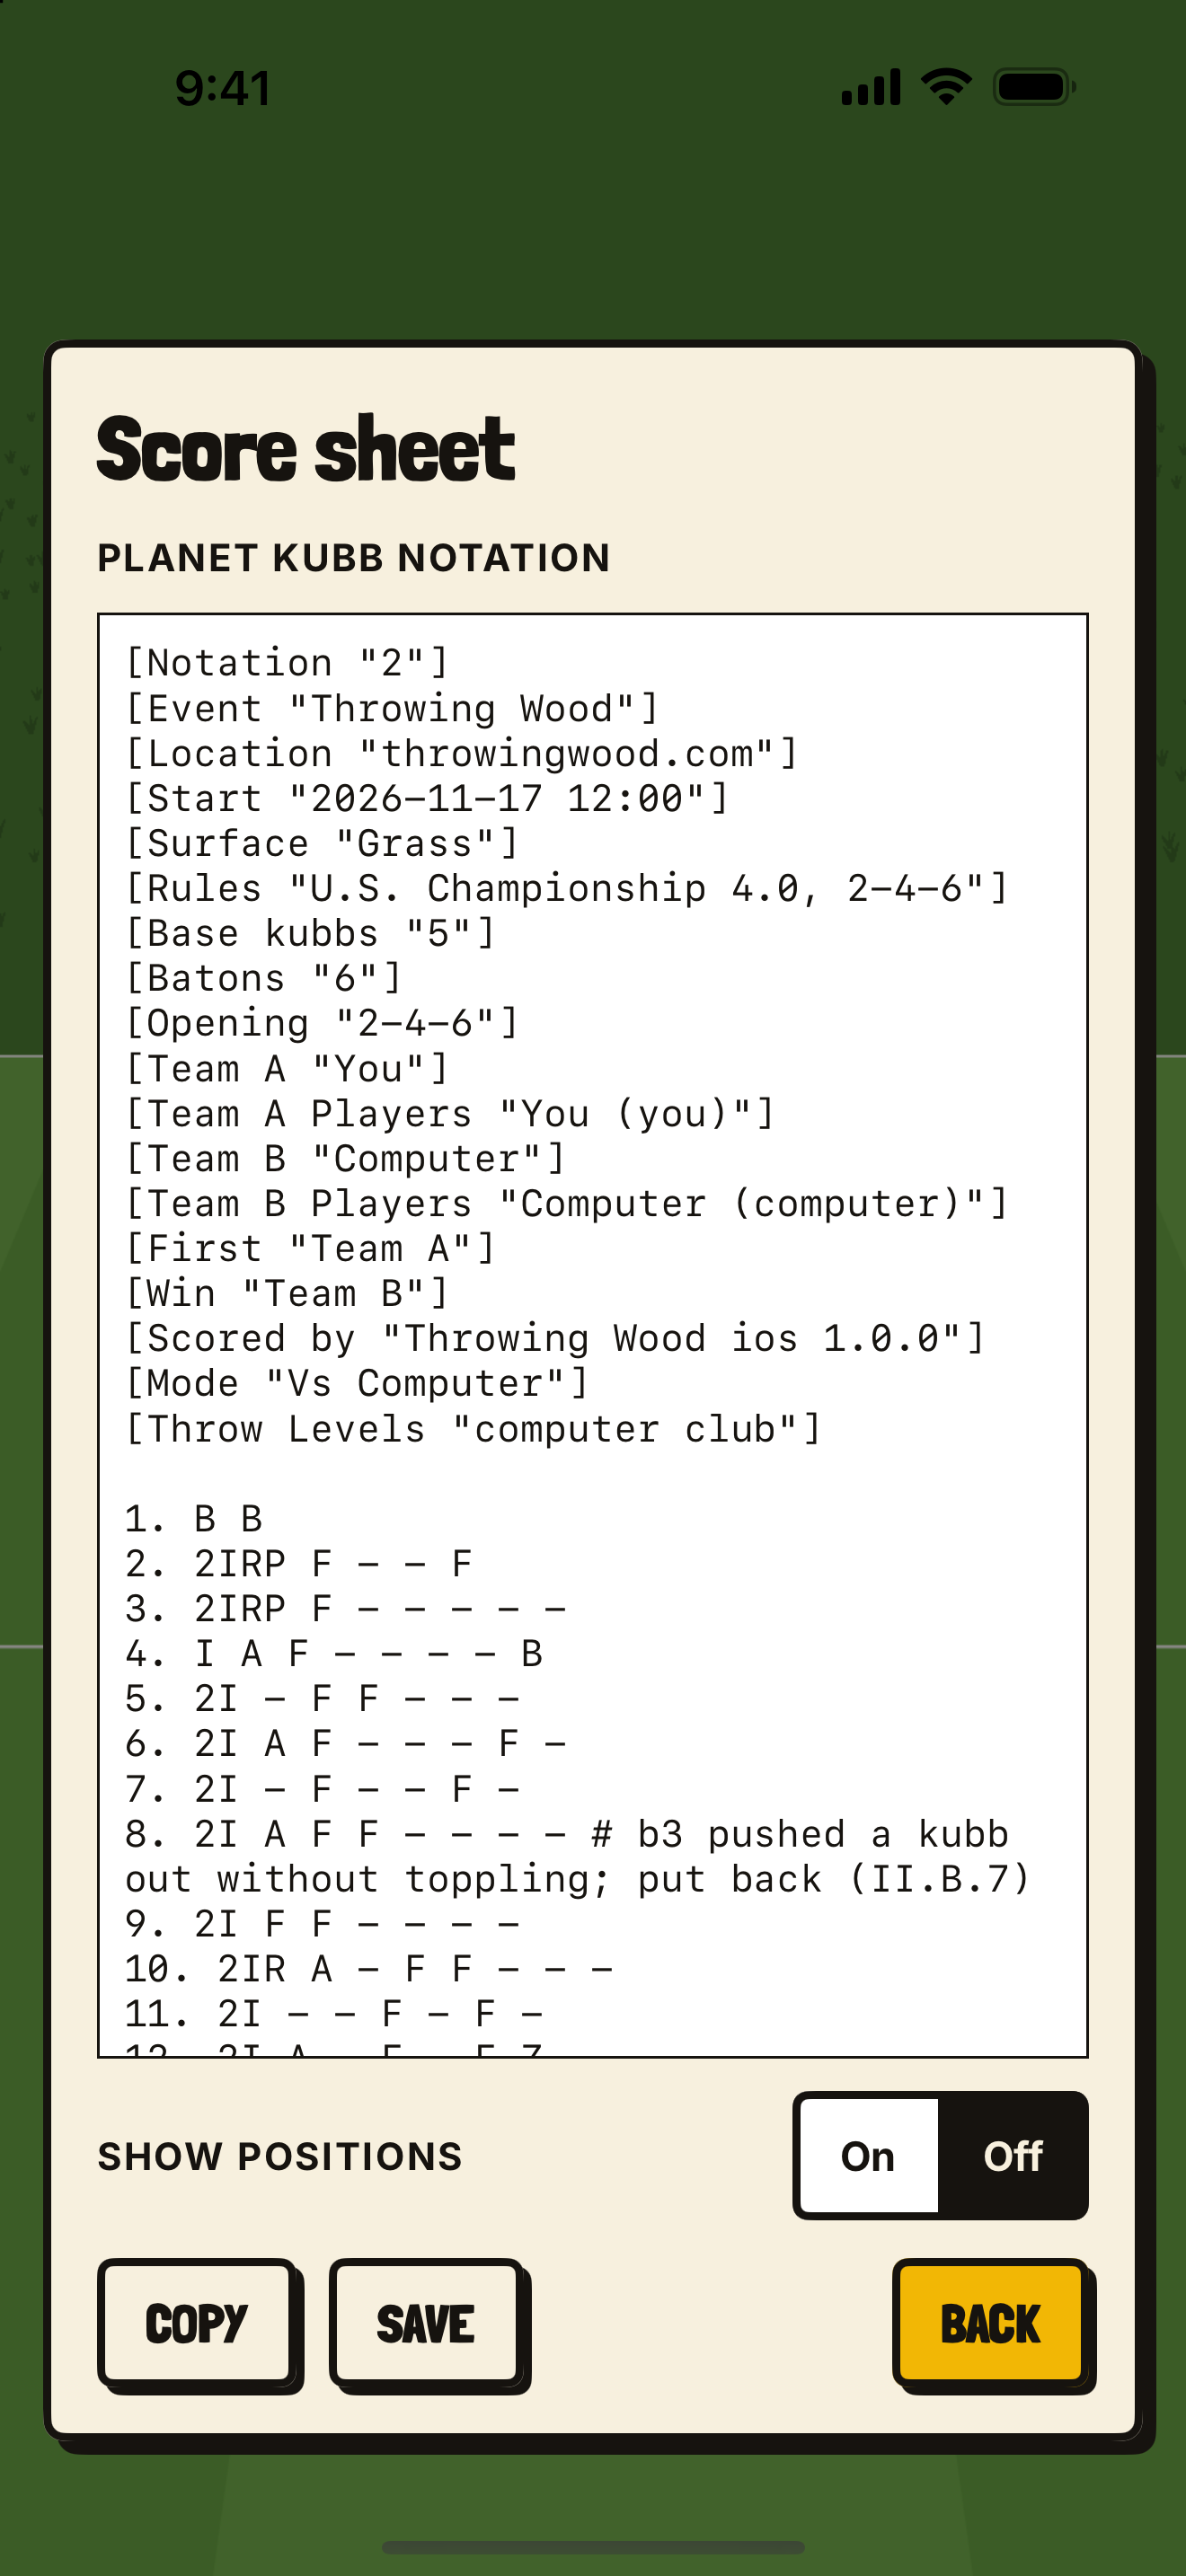 9:41
Score sheet
PLANET KUBB NOTATION
[Notation "2"]
[Event "Throwing Wood"]
[Location "throwingwood.com"]
[Start "2026-11-17 12:00"]
[Surface "Grass"]
[Rules "U.S. Championship 4.0, 2-4-6"]
[Base kubbs "5"]
[Batons "6"]
[Opening "2-4-6"]
[Team A "You"]
[Team A Players "You (you)"]
[Team B "Computer"]
[Team B Players "Computer (computer)"]
[First "Team A"]
[Win "Team B"]
[Scored by "Throwing Wood ios 1.0.0"]
[Mode "Vs Computer"]
[Throw Levels "computer club"]
1. B B
2. 2IRP F - - F
3. 2IRP F - - - - -
4. I A F - - - - B
5. 2I - F F - - -
6. 2I A F - - - F -
7. 2I - F - - F -
8. 2I A F F - - - - # b3 pushed a kubb
out without toppling; put back (II.B.7)
9. 2I F F - - - -
10. 2IR A - F F - - -
11. 2I - - F - F -
SHOW POSITIONS
On Off
COPY SAVE BACK